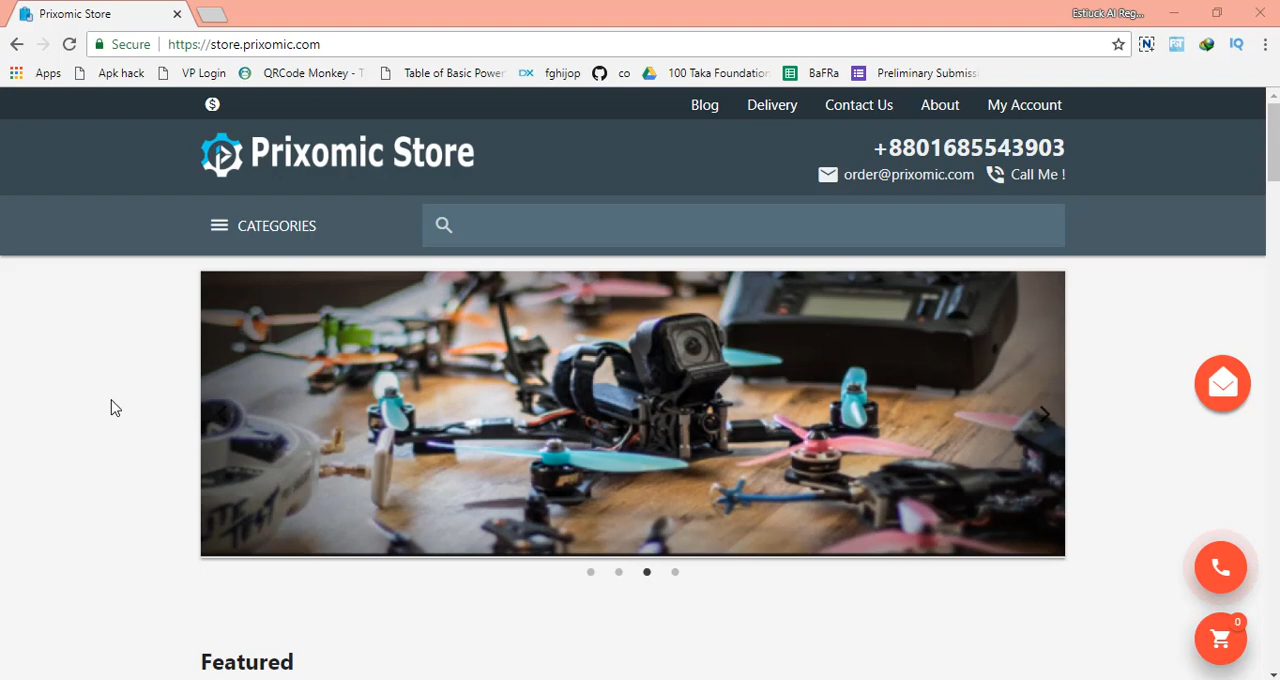 Prixomic Store
Estiuck Al Reg...
Secure https://store.prixomic.com
Apps Apk hack VP Login QRCode Monkey - T Table of Basic Power DX fghijop co 100 Taka Foundation BaFRa Preliminary Submiss
Blog Delivery Contact Us About My Account
Prixomic Store
+8801685543903
order@prixomic.com Call Me !
CATEGORIES
Featured
0